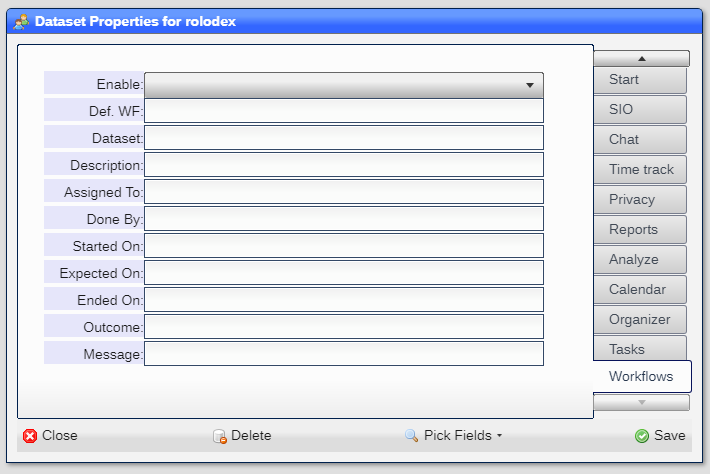 Dataset Properties for rolodex
Enable:
Def. WF:
Dataset:
Description:
Assigned To:
Done By:
Started On:
Expected On:
Ended On:
Outcome:
Message:
Start
SIO
Chat
Time track
Privacy
Reports
Analyze
Calendar
Organizer
Tasks
Workflows
Close Delete Pick Fields Save